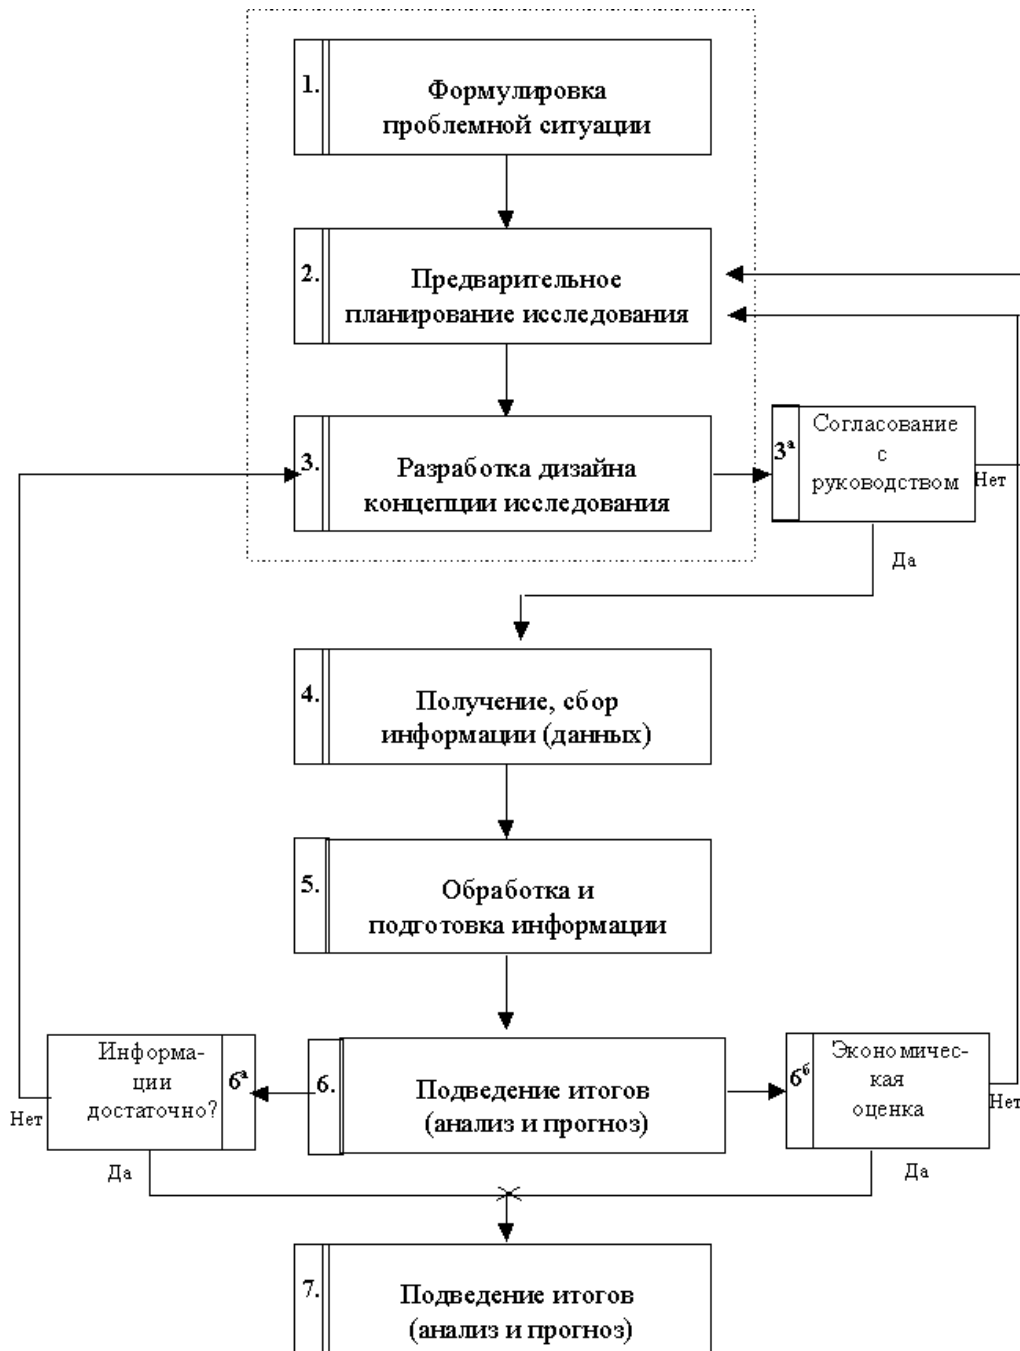 1.
Формулировка
проблемной ситуации
2.
Предварительное
планирование исследования
3.
Разработка дизайна
концепции исследования
3ª
Согласование
с
руководством
Нет
Да
4.
Получение, сбор
информации (данных)
5.
Обработка и
подготовка информации
Информа-
ции
достаточно?
6ª
Нет
Да
6.
Подведение итогов
(анализ и прогноз)
6б
Экономичес-
кая
оценка
Нет
Да
7.
Подведение итогов
(анализ и прогноз)